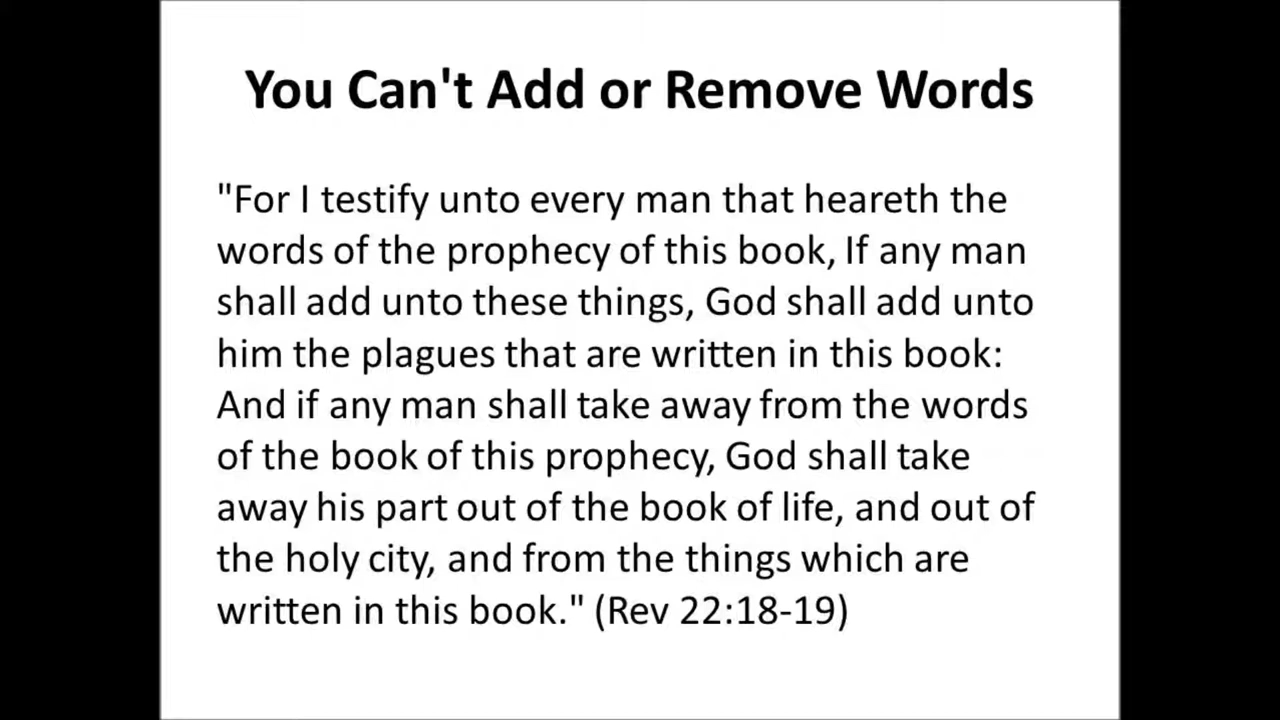 You Can't Add or Remove Words
"For I testify unto every man that heareth the
words of the prophecy of this book, If any man
shall add unto these things, God shall add unto
him the plagues that are written in this book:
And if any man shall take away from the words
of the book of this prophecy, God shall take
away his part out of the book of life, and out of
the holy city, and from the things which are
written in this book." (Rev 22:18-19)